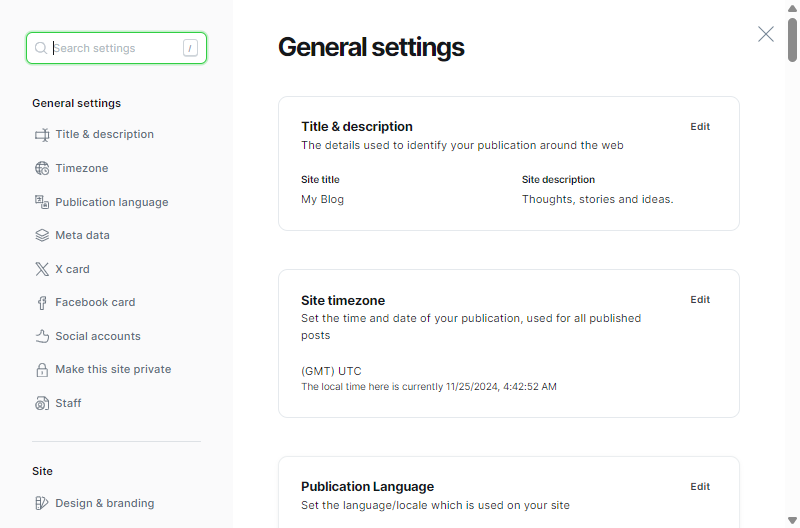 Search settings
/
General settings
Title & description
Timezone
Publication language
Meta data
X card
Facebook card
Social accounts
Make this site private
Staff
Site
Design & branding
General settings
Title & description
Edit
The details used to identify your publication around the web
Site title
Site description
My Blog
Thoughts, stories and ideas.
Site timezone
Edit
Set the time and date of your publication, used for all published
posts
(GMT) UTC
The local time here is currently 11/25/2024, 4:42:52 AM
Publication Language
Edit
Set the language/locale which is used on your site